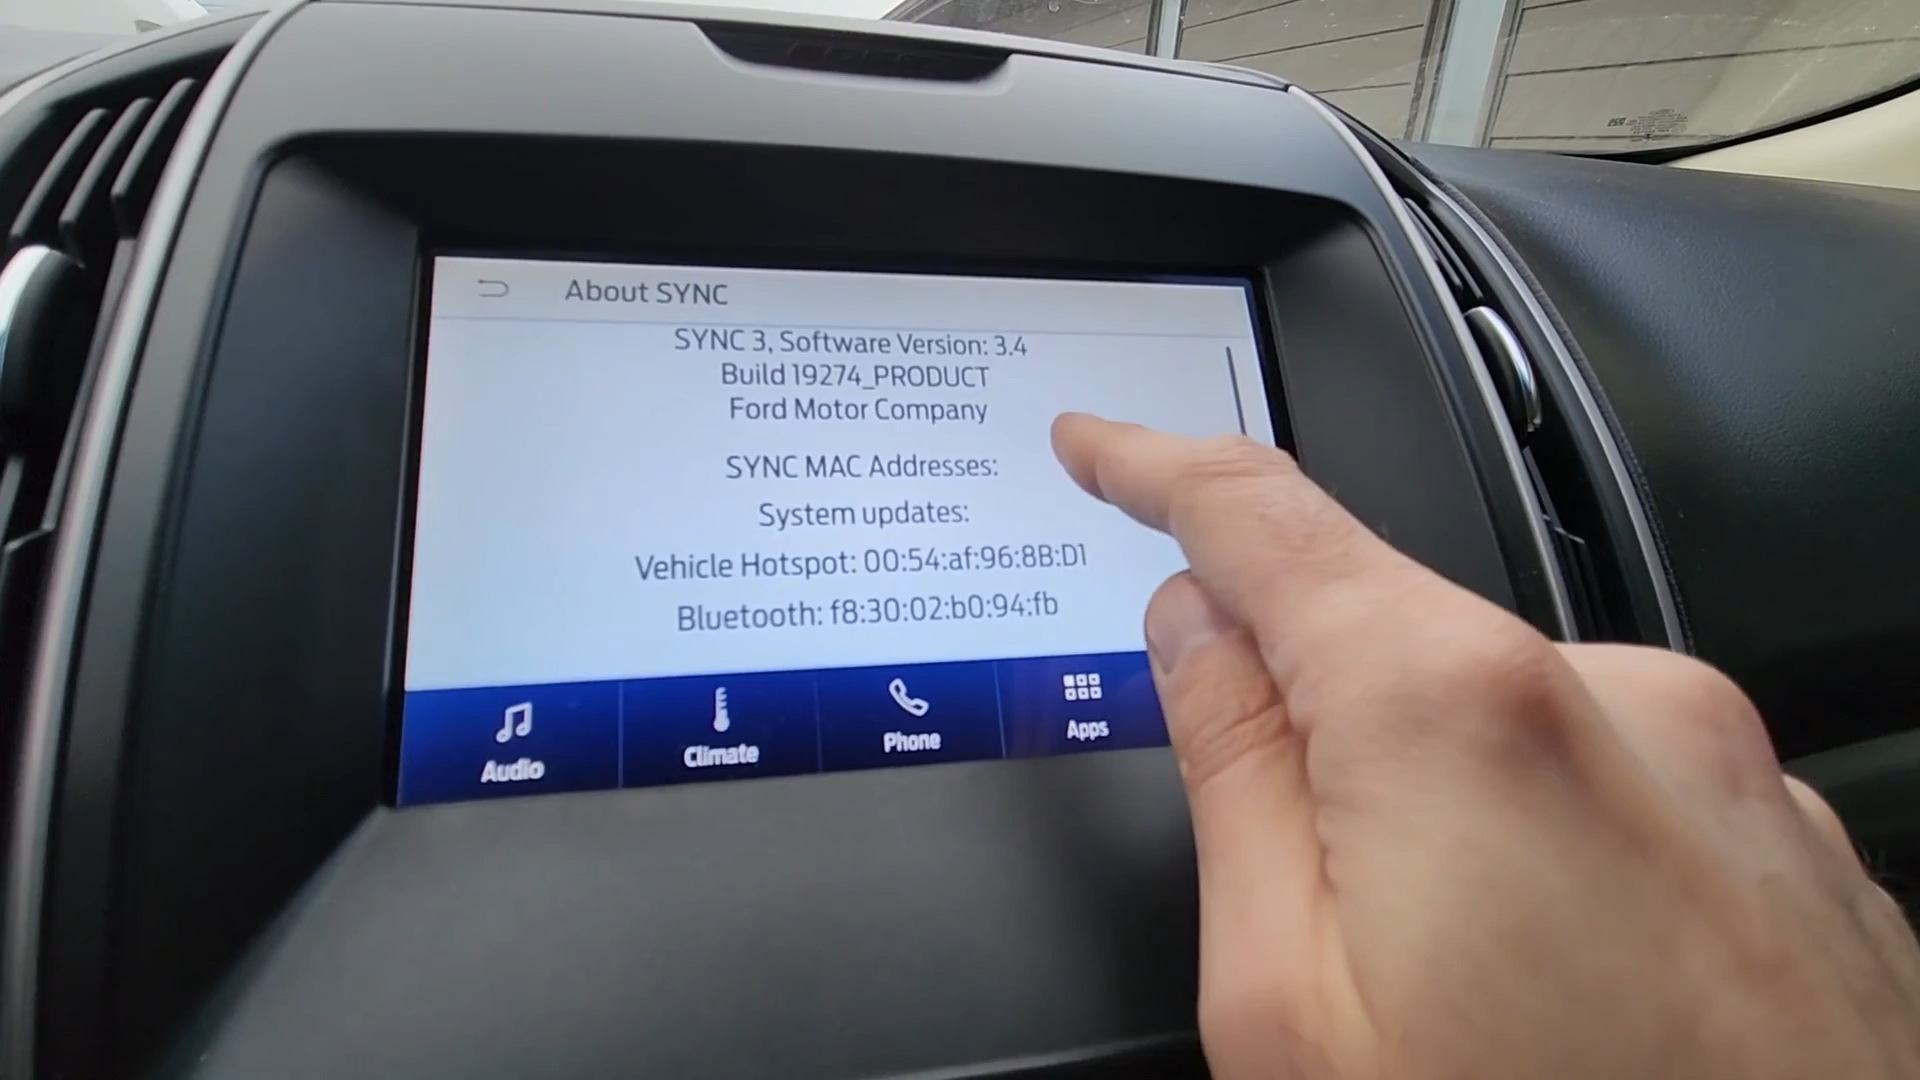 About SYNC
SYNC 3, Software Version: 3.4
Build 19274_PRODUCT
Ford Motor Company
SYNC MAC Addresses:
System updates:
Vehicle Hotspot: 00:54:af:96:8B:D1
Bluetooth: f8:30:02:b0:94:fb
Audio
Climate
Phone
Apps